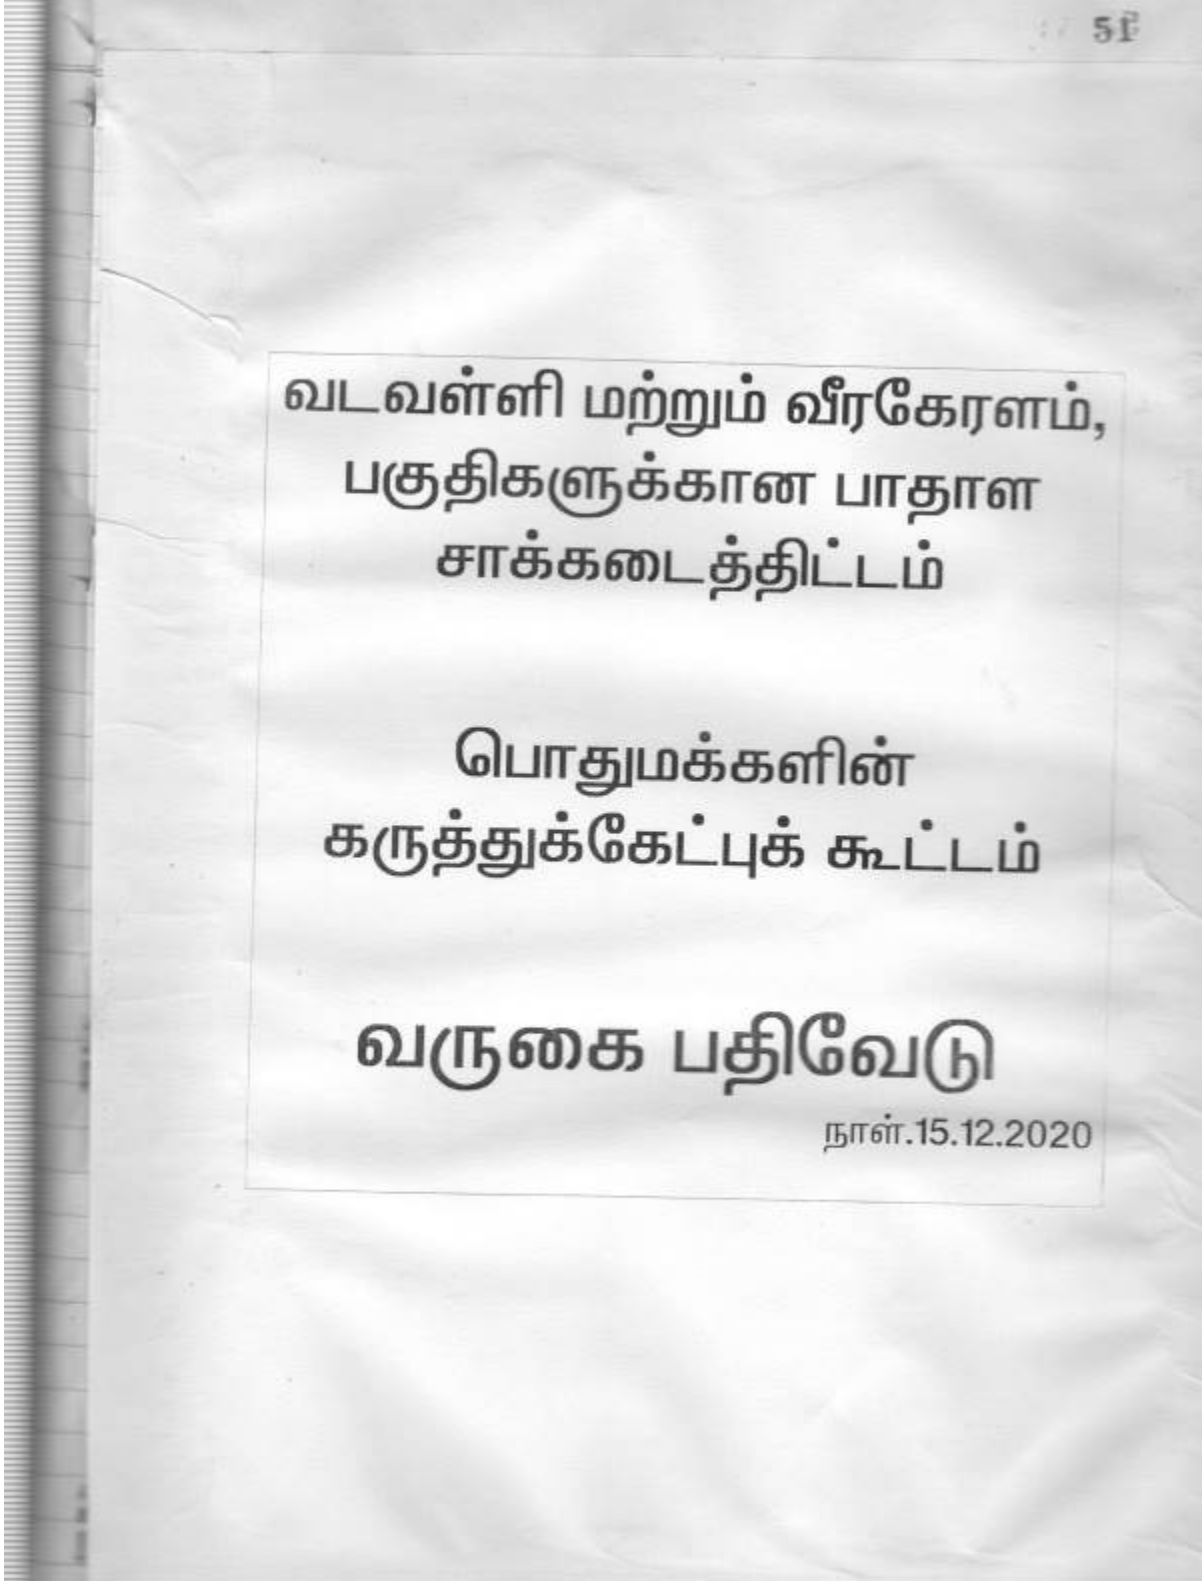 51
வடவள்ளி மற்றும் வீரகேரளம்,
பகுதிகளுக்கான பாதாள
சாக்கடைத்திட்டம்
பொதுமக்களின்
கருத்துக்கேட்புக் கூட்டம்
வருகை பதிவேடு
நாள்.15.12.2020